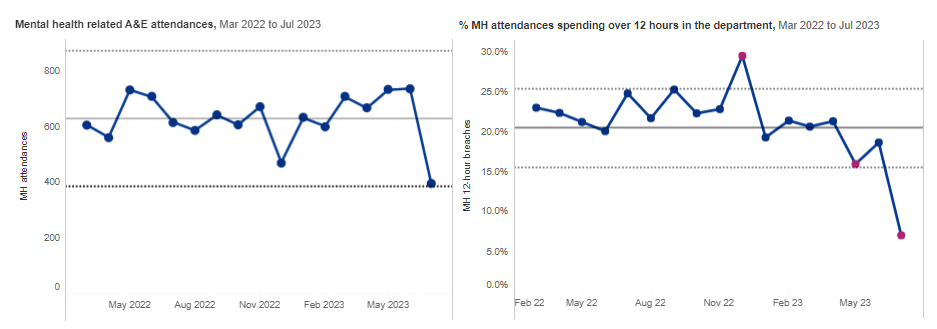 Mental health related A&E attendances, Mar 2022 to Jul 2023
800
600
400
200
0
MH attendances
May 2022
Aug 2022
Nov 2022
Feb 2023
May 2023
% MH attendances spending over 12 hours in the department, Mar 2022 to Jul 2023
30.0%
25.0%
20.0%
15.0%
10.0%
5.0%
0.0%
MH 12-hour breaches
Feb 22
May 22
Aug 22
Nov 22
Feb 23
May 23